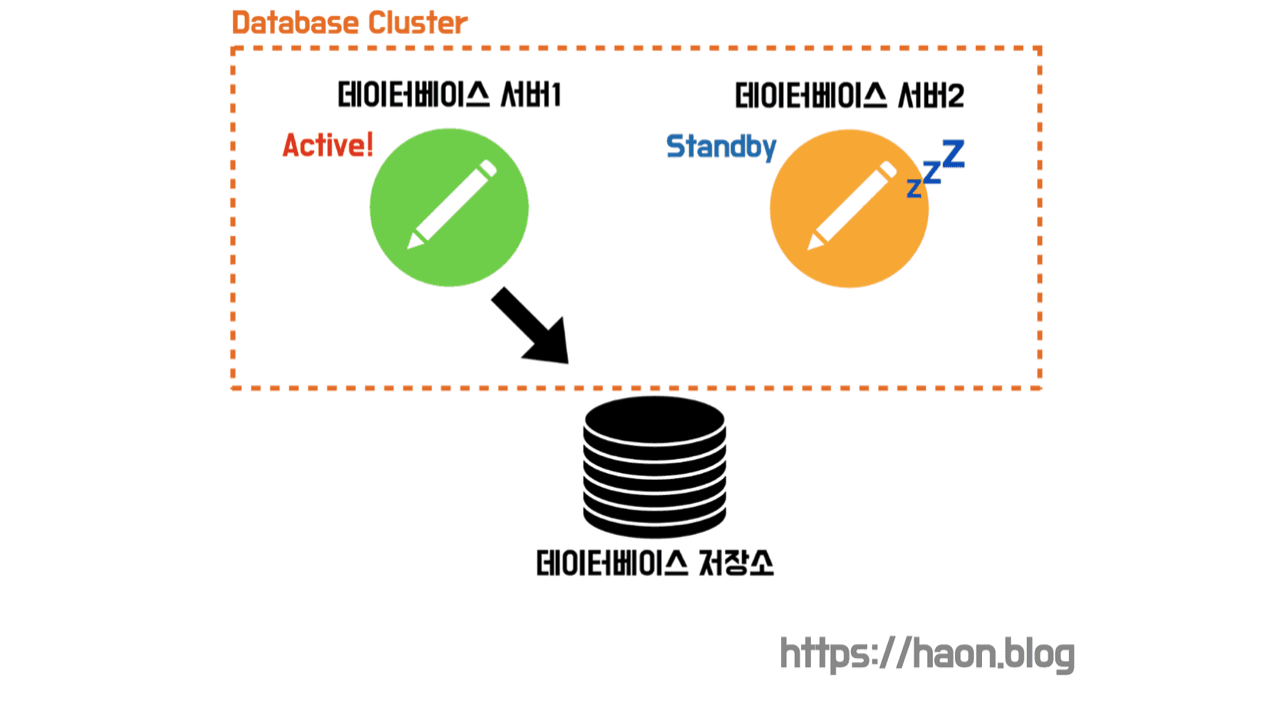 Database Cluster
데이터베이스 서버1
데이터베이스 서버2
Active!
Standby
z z Z
데이터베이스 저장소
https://haon.blog